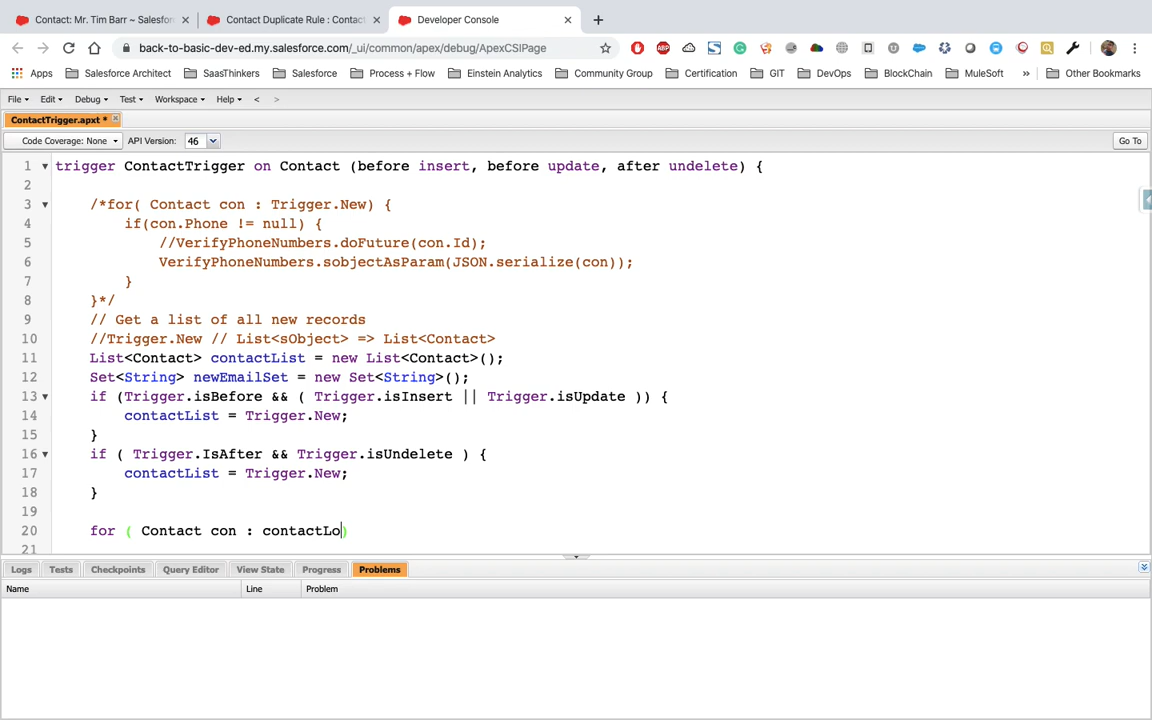 Contact: Mr. Tim Barr ~ Salesfor
Contact Duplicate Rule : Contac
Developer Console
back-to-basic-dev-ed.my.salesforce.com/_ui/common/apex/debug/ApexCSIPage
Apps Salesforce Architect SaasThinkers Salesforce Process + Flow Einstein Analytics Community Group Certification GIT DevOps BlockChain MuleSoft » Other Bookmarks
File Edit Debug Test Workspace Help < >
ContactTrigger.apxt *
Code Coverage: None API Version: 46 Go To
1 trigger ContactTrigger on Contact (before insert, before update, after undelete) {
2
3 /*for( Contact con : Trigger.New) {
4 if(con.Phone != null) {
5 //VerifyPhoneNumbers.doFuture(con.Id);
6 VerifyPhoneNumbers.sobjectAsParam(JSON.serialize(con));
7 }
8 }*/
9 // Get a list of all new records
10 //Trigger.New // List<sObject> => List<Contact>
11 List<Contact> contactList = new List<Contact>();
12 Set<String> newEmailSet = new Set<String>();
13 if (Trigger.isBefore && ( Trigger.isInsert || Trigger.isUpdate )) {
14 contactList = Trigger.New;
15 }
16 if ( Trigger.IsAfter && Trigger.isUndelete ) {
17 contactList = Trigger.New;
18 }
19
20 for ( Contact con : contactLo)
21
Logs Tests Checkpoints Query Editor View State Progress Problems
Name Line Problem